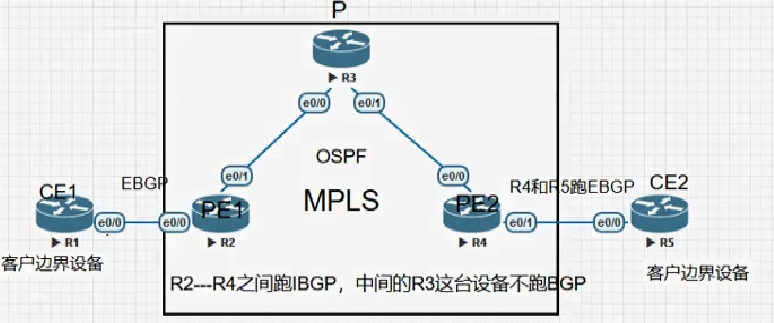 P
R3
e0/0
e0/1
OSPF
EBGP
e0/1
e0/0
R4和R5跑EBGP
CE2
CE1
PE1
MPLS
PE2
e0/0
e0/0
e0/1
e0/0
R1
R2
R4
R5
客户边界设备
客户边界设备
R2---R4之间跑IBGP，中间的R3这台设备不跑BGP